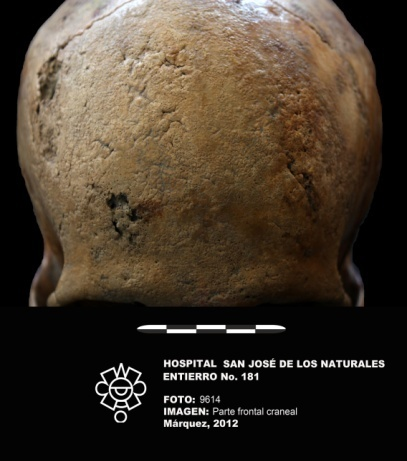 HOSPITAL SAN JOSÉ DE LOS NATURALES
ENTIERRO No. 181
FOTO: 9614
IMAGEN: Parte frontal craneal
Márquez, 2012